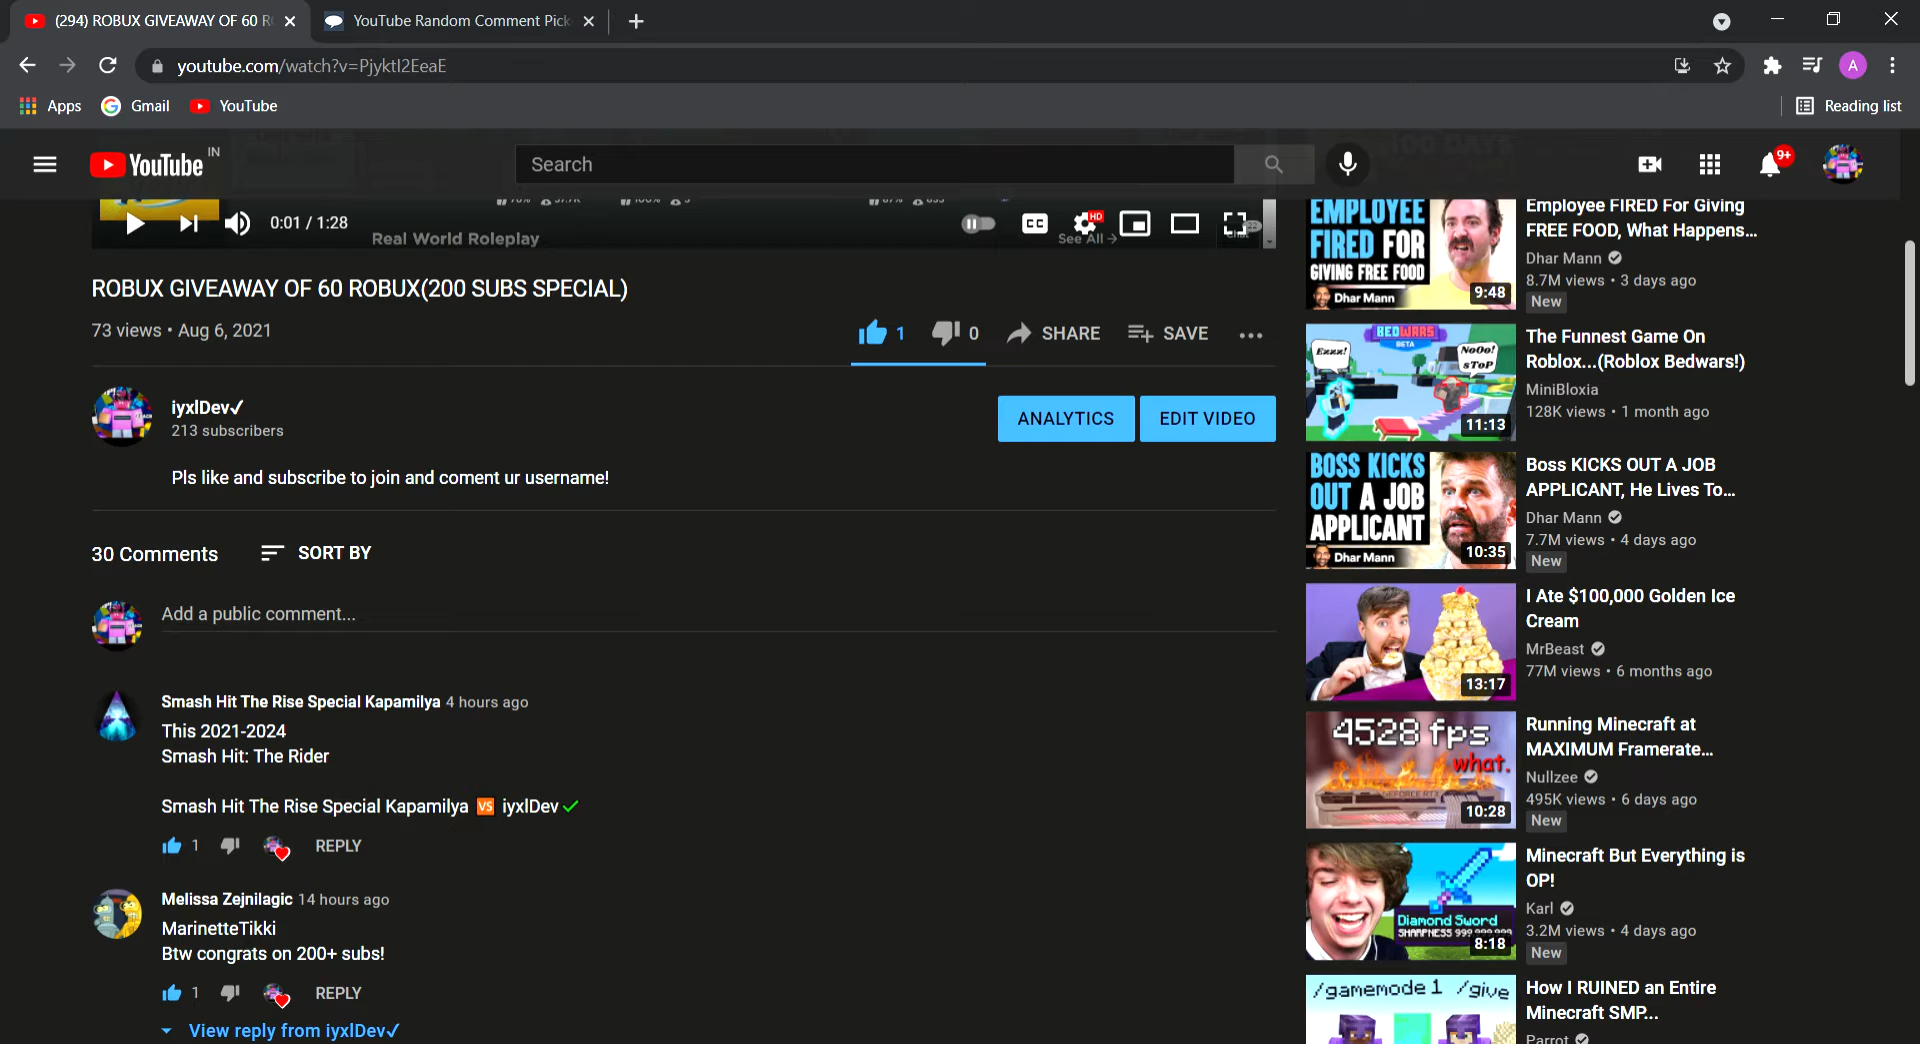 (294) ROBUX GIVEAWAY OF 60 R
YouTube Random Comment Pick
youtube.com/watch?v=PjyktI2EeaE
A
Apps
Gmail
YouTube
Reading list
YouTube IN
Search
9+
0:01 / 1:28
CC
HD
Real World Roleplay
See All
ROBUX GIVEAWAY OF 60 ROBUX(200 SUBS SPECIAL)
73 views • Aug 6, 2021
1
0
SHARE
SAVE
iyxlDev✓
213 subscribers
ANALYTICS
EDIT VIDEO
Pls like and subscribe to join and coment ur username!
30 Comments
SORT BY
Add a public comment...
Smash Hit The Rise Special Kapamilya 4 hours ago
This 2021-2024
Smash Hit: The Rider
Smash Hit The Rise Special Kapamilya 🆚 iyxlDev ✓
1
REPLY
Melissa Zejnilagic 14 hours ago
MarinetteTikki
Btw congrats on 200+ subs!
1
REPLY
View reply from iyxlDev✓
EMPLOYEE
FIRED FOR
GIVING FREE FOOD
Dhar Mann
9:48
Employee FIRED For Giving
FREE FOOD, What Happens...
Dhar Mann
8.7M views • 3 days ago
New
BEDWARS
BETA
Ezzz!
NoOo!
sToP
11:13
The Funnest Game On
Roblox...(Roblox Bedwars!)
MiniBloxia
128K views • 1 month ago
BOSS KICKS
OUT A JOB
APPLICANT
Dhar Mann
10:35
Boss KICKS OUT A JOB
APPLICANT, He Lives To...
Dhar Mann
7.7M views • 4 days ago
New
13:17
I Ate $100,000 Golden Ice
Cream
MrBeast
77M views • 6 months ago
4528 fps
what.
GEFORCE RTX
10:28
Running Minecraft at
MAXIMUM Framerate...
Nullzee
495K views • 6 days ago
New
Diamond Sword
SHARPNESS 999,999,999
8:18
Minecraft But Everything is
OP!
Karl
3.2M views • 4 days ago
New
/gamemode 1 /give
How I RUINED an Entire
Minecraft SMP...
Parrot